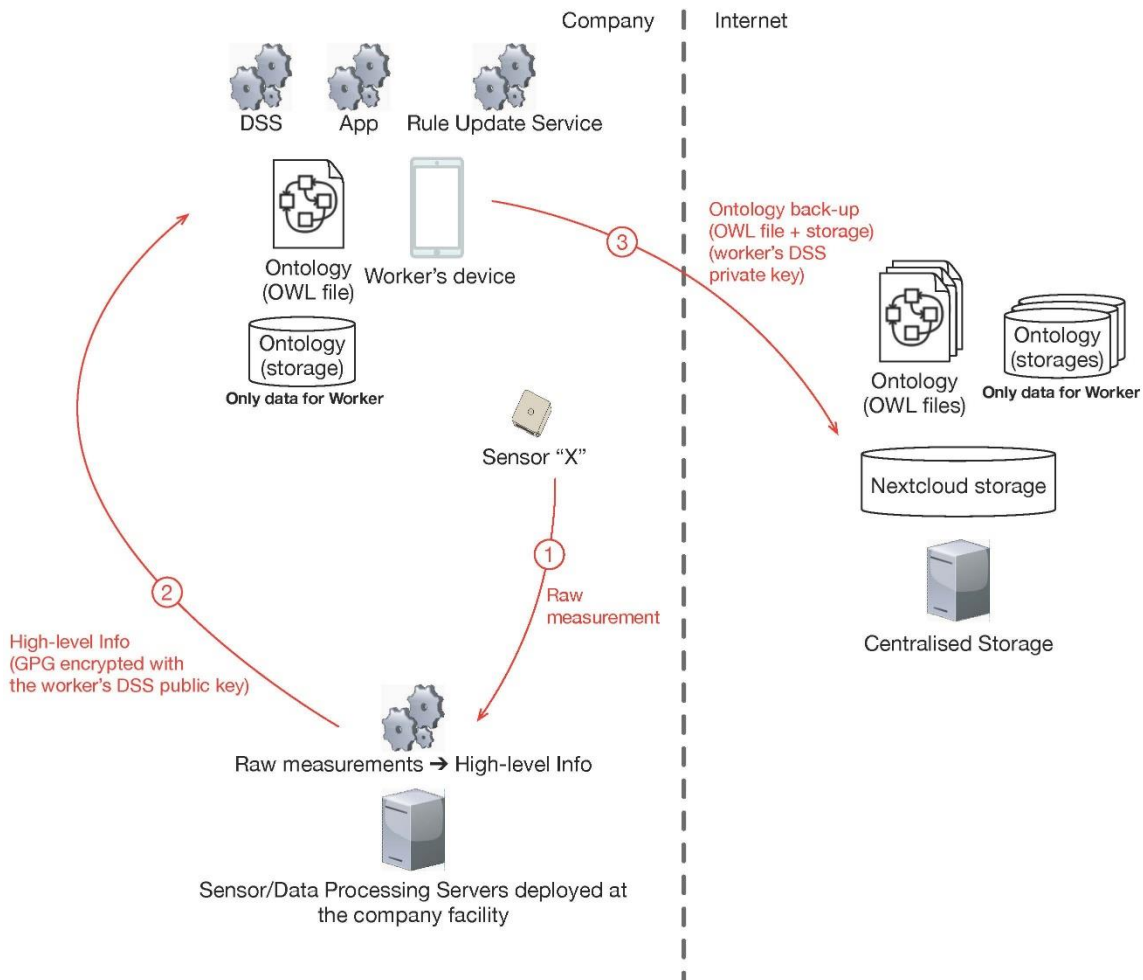 Company
Internet
DSS
App
Rule Update Service
Ontology
(OWL file)
Worker's device
Ontology
(storage)
Only data for Worker
Sensor “X”
3
Ontology back-up
(OWL file + storage)
(worker's DSS
private key)
Ontology
(OWL files)
Ontology
(storages)
Only data for Worker
Nextcloud storage
Centralised Storage
1
Raw
measurement
2
High-level Info
(GPG encrypted with
the worker's DSS public key)
Raw measurements ➔ High-level Info
Sensor/Data Processing Servers deployed at
the company facility